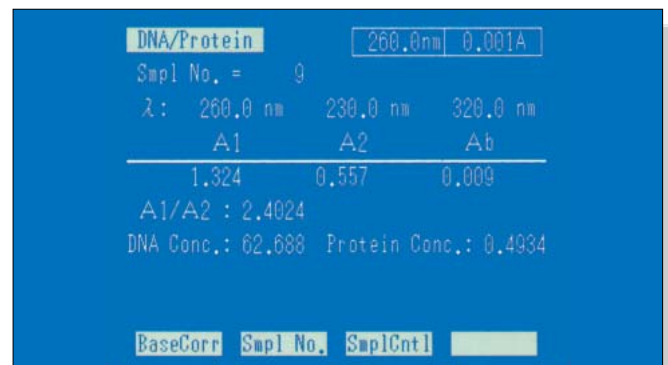 DNA/Protein 260.0nm 0.001A
Smpl No. = 9
λ: 260.0 nm 230.0 nm 320.0 nm
A1 A2 Ab
1.324 0.557 0.009
A1/A2 : 2.4024
DNA Conc.: 62.688 Protein Conc.: 0.4934
BaseCorr Smpl No. SmplCntl